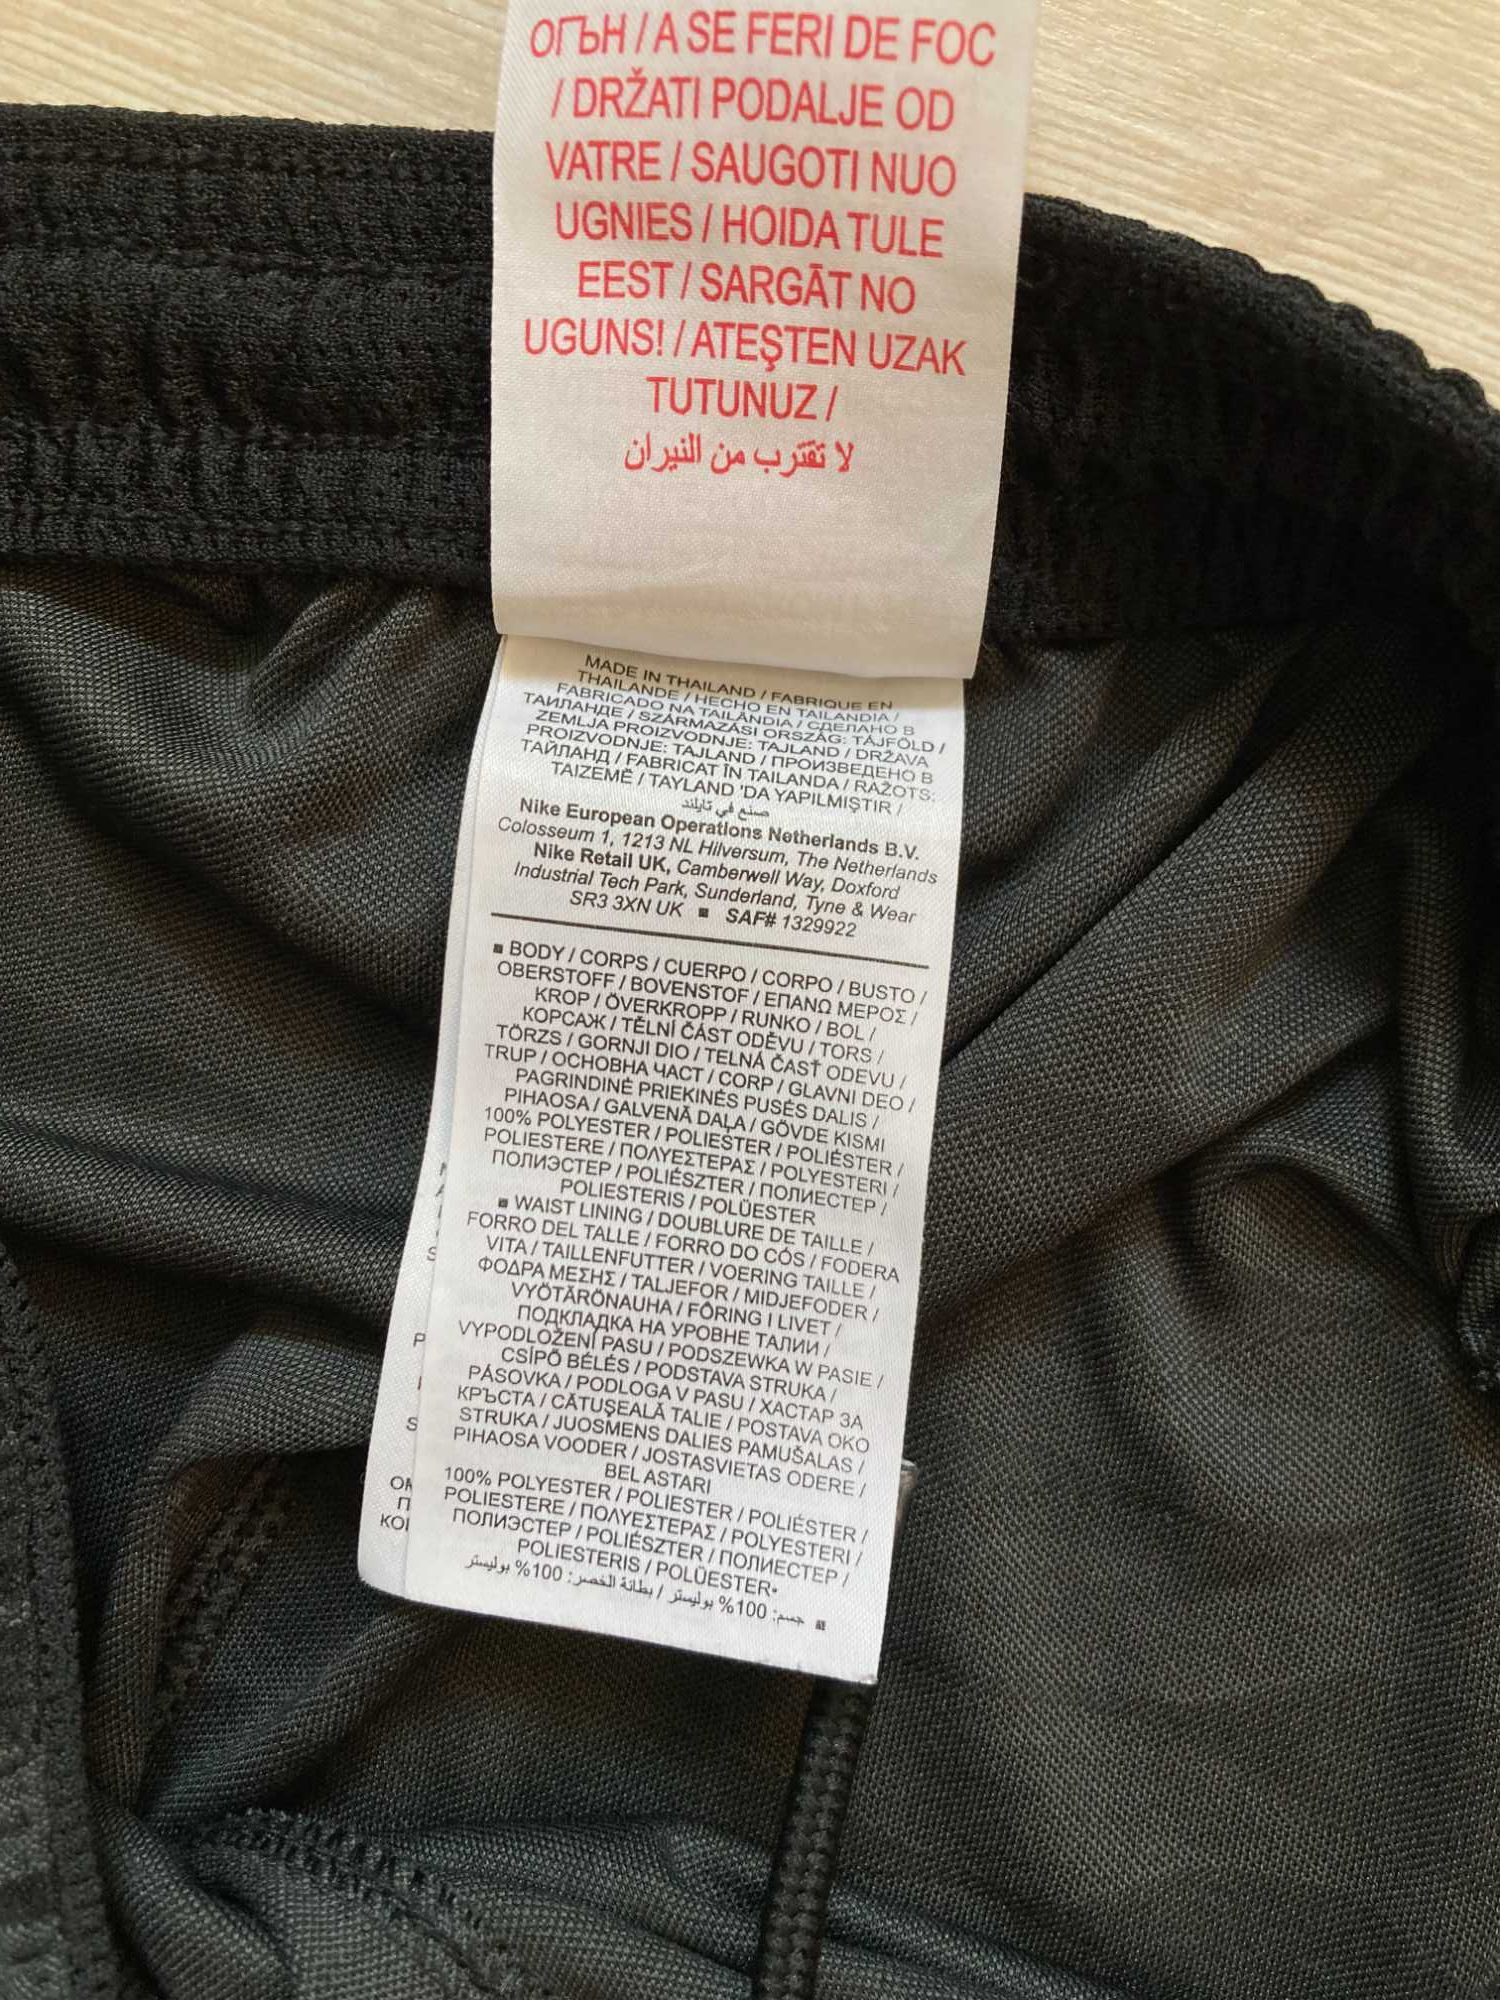 ОГЪН / A SE FERI DE FOC
/ DRŽATI PODALJE OD
VATRE / SAUGOTI NUO
UGNIES / HOIDA TULE
EEST / SARGĀT NO
UGUNS! / ATEŞTEN UZAK
TUTUNUZ /
لا تقترب من النيران
MADE IN THAILAND / FABRIQUE EN
THAILANDE / HECHO EN TAILANDIA /
FABRICADO NA TAILÂNDIA / СДЕЛАНО В
ТАИЛАНДЕ / SZÁRMAZÁSI ORSZÁG: TÁJFÖLD /
ZEMLJA PROIZVODNJE: TAJLAND / DRŽAVA
PROIZVODNJE: TAJLAND / ПРОИЗВЕДЕНО В
ТАЙЛАНД / FABRICAT ÎN TAILANDA / RAŽOTS:
TAIZEMĒ / TAYLAND 'DA YAPILMIŞTIR /
صنع في تايلند
Nike European Operations Netherlands B.V.
Colosseum 1, 1213 NL Hilversum, The Netherlands
Nike Retail UK, Camberwell Way, Doxford
Industrial Tech Park, Sunderland, Tyne & Wear
SR3 3XN UK ■ SAF# 1329922
■ BODY / CORPS / CUERPO / CORPO / BUSTO /
OBERSTOFF / BOVENSTOF / ΕΠΑΝΩ ΜΕΡΟΣ /
KROP / ÖVERKROPP / RUNKO / BOL /
КОРСАЖ / TĚLNÍ ČÁST ODĚVU / TORS /
TÖRZS / GORNJI DIO / TELNÁ ČASŤ ODEVU /
TRUP / ОСНОВНА ЧАСТ / CORP / GLAVNI DEO /
PAGRINDINĖ PRIEKINĖS PUSĖS DALIS /
PIHAOSA / GALVENĀ DAĻA / GÖVDE KISMI
100% POLYESTER / POLIESTER / POLIÉSTER /
POLIESTERE / ΠΟΛΥΕΣΤΕΡΑΣ / POLYESTERI /
ПОЛИЭСТЕР / POLIÉSZTER / ПОЛИЕСТЕР /
POLIESTERIS / POLÜESTER
■ WAIST LINING / DOUBLURE DE TAILLE /
FORRO DEL TALLE / FORRO DO CÓS / FODERA
VITA / TAILLENFUTTER / VOERING TAILLE /
ΦΟΔΡΑ ΜΕΣΗΣ / TALJEFOR / MIDJEFODER /
VYÖTÄRÖNAUHA / FÔRING I LIVET /
ПОДКЛАДКА НА УРОВНЕ ТАЛИИ /
VYPODLOŽENÍ PASU / PODSZEWKA W PASIE /
CSÍPŐ BÉLÉS / PODSTAVA STRUKA /
PÁSOVKA / PODLOGA V PASU / ХАСТАР ЗА
КРЪСТА / CĂTUŞEALĂ TALIE / POSTAVA OKO
STRUKA / JUOSMENS DALIES PAMUŠALAS /
PIHAOSA VOODER / JOSTASVIETAS ODERE /
BEL ASTARI
100% POLYESTER / POLIESTER / POLIÉSTER /
POLIESTERE / ΠΟΛΥΕΣΤΕΡΑΣ / POLYESTERI /
ПОЛИЭСТЕР / POLIÉSZTER / ПОЛИЕСТЕР /
POLIESTERIS / POLÜESTER
■ جسم: 100% بوليستر / بطانة الخصر: 100% بوليستر